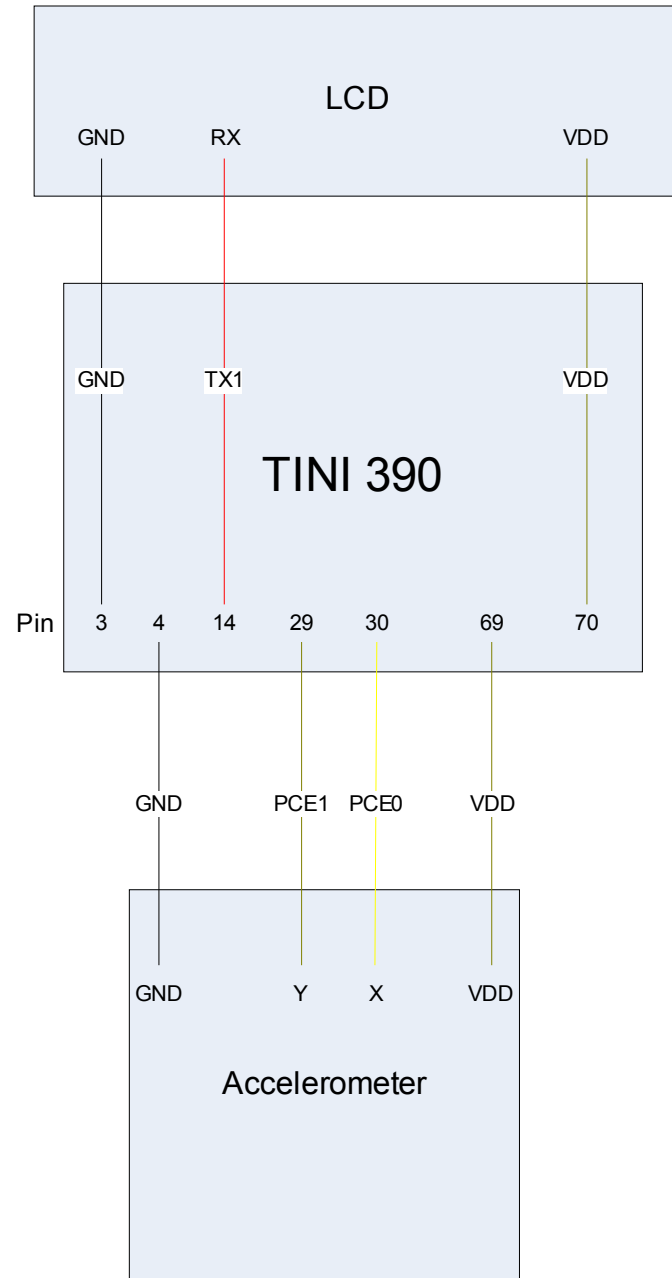 LCD
GND RX VDD
GND TX1 VDD
TINI 390
Pin 3 4 14 29 30 69 70
GND PCE1 PCE0 VDD
GND Y X VDD
Accelerometer